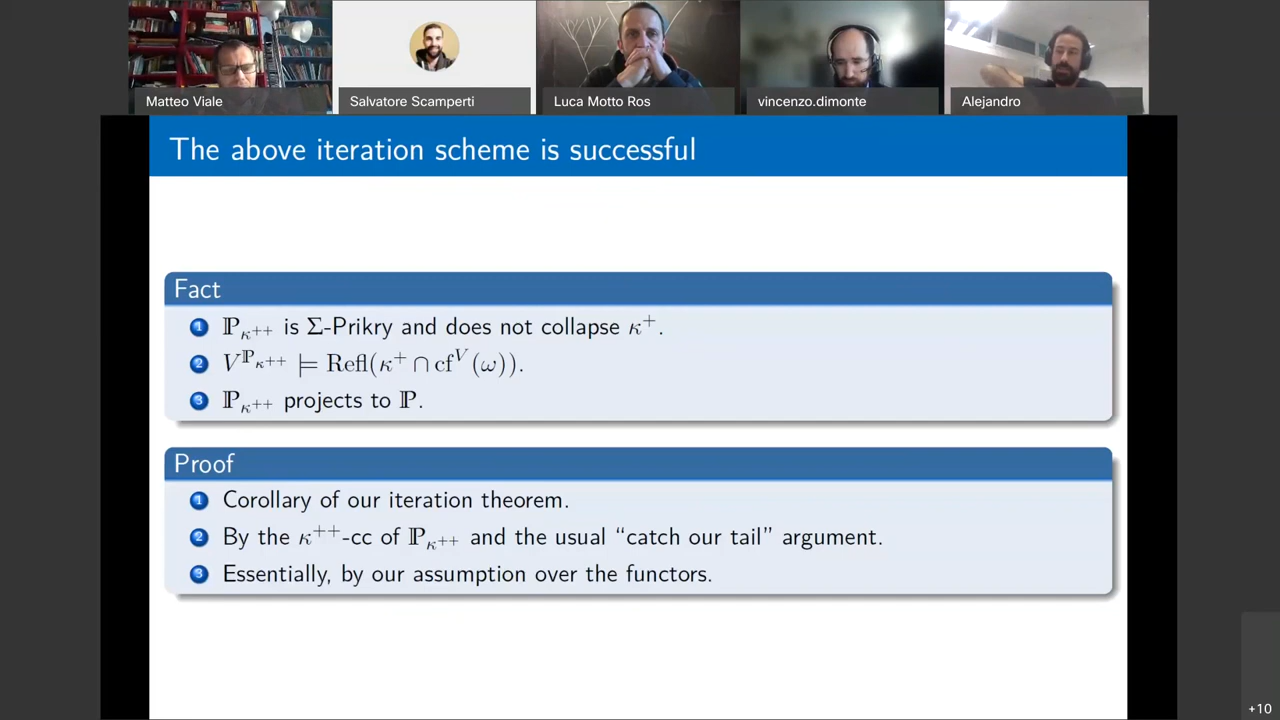 Matteo Viale
Salvatore Scamperti
Luca Motto Ros
vincenzo.dimonte
Alejandro
The above iteration scheme is successful
Fact
1 ℙ_{κ⁺⁺} is Σ-Prikry and does not collapse κ⁺.
2 V^{ℙ_{κ⁺⁺}} ⊨ Refl(κ⁺ ∩ cf^V(ω)).
3 ℙ_{κ⁺⁺} projects to ℙ.
Proof
1 Corollary of our iteration theorem.
2 By the κ⁺⁺-cc of ℙ_{κ⁺⁺} and the usual “catch our tail” argument.
3 Essentially, by our assumption over the functors.
+10